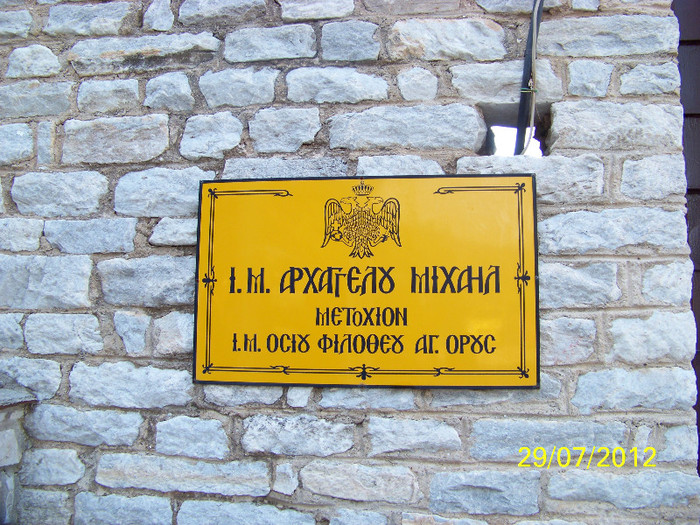 Ι.Μ. ΑΡΧΑΓΓΕΛΟΥ ΜΙΧΑΗΛ
ΜΕΤΟΧΙΟΝ
Ι.Μ. ΟΣΙΟΥ ΦΙΛΟΘΕΟΥ ΑΓ. ΟΡΟΥΣ
29/07/2012